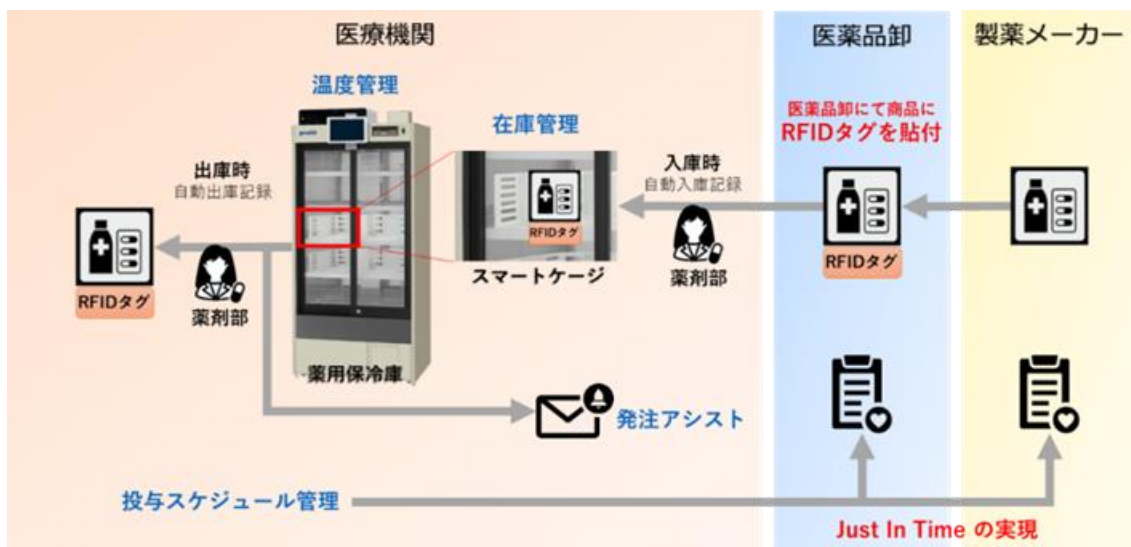 医療機関
医薬品卸
製薬メーカー
温度管理
在庫管理
医薬品卸にて商品に
RFIDタグを貼付
出庫時
自動出庫記録
入庫時
自動入庫記録
RFIDタグ
RFIDタグ
RFIDタグ
スマートケージ
薬剤部
薬剤部
薬用保冷庫
発注アシスト
投与スケジュール管理
Just In Time の実現